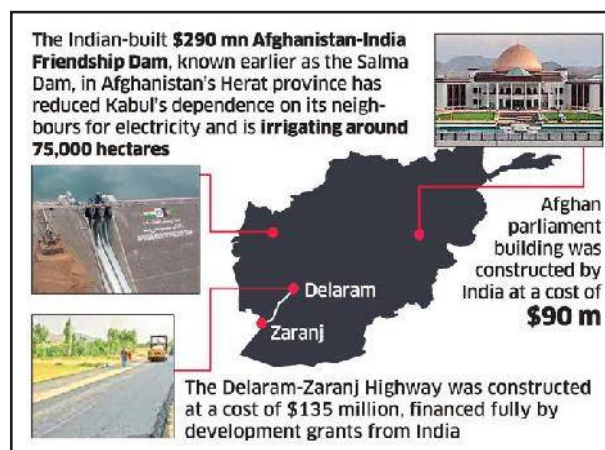 The Indian-built $290 mn Afghanistan-India
Friendship Dam, known earlier as the Salma
Dam, in Afghanistan's Herat province has
reduced Kabul's dependence on its neigh-
bours for electricity and is irrigating around
75,000 hectares
Afghan
parliament
building was
constructed by
India at a cost of
$90 m
Delaram
Zaranj
The Delaram-Zaranj Highway was constructed
at a cost of $135 million, financed fully by
development grants from India